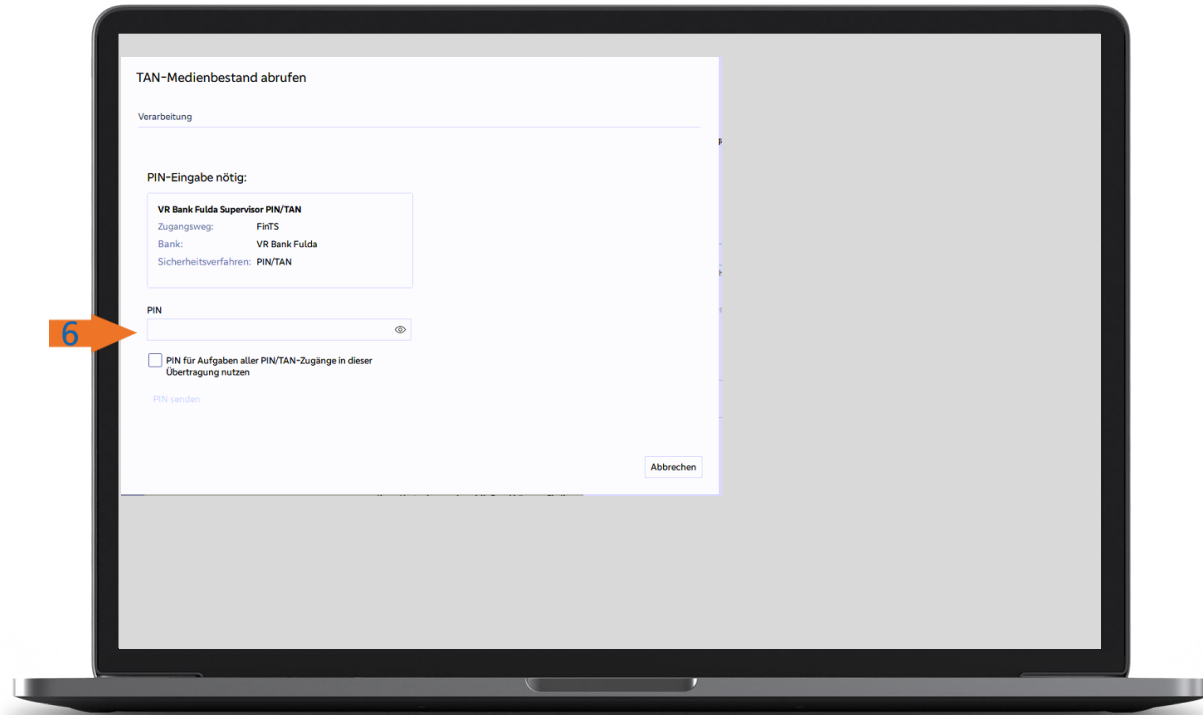 TAN-Medienbestand abrufen
Verarbeitung
PIN-Eingabe nötig:
VR Bank Fulda Supervisor PIN/TAN
Zugangsweg: FinTS
Bank: VR Bank Fulda
Sicherheitsverfahren: PIN/TAN
PIN
6
PIN für Aufgaben aller PIN/TAN-Zugänge in dieser
Übertragung nutzen
PIN senden
Abbrechen